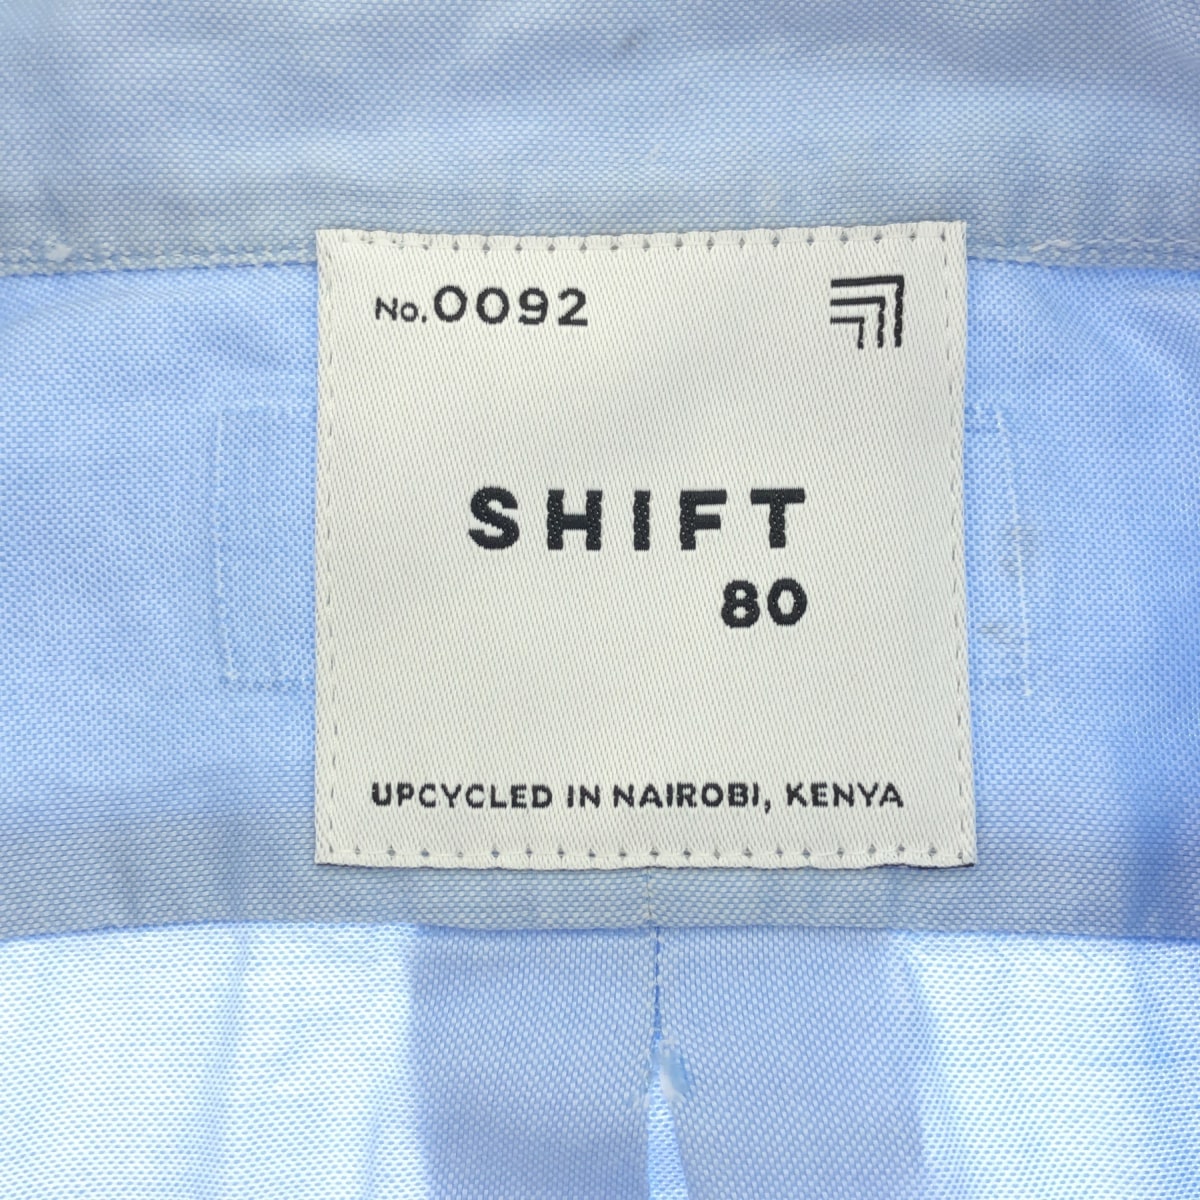 No.0092
SHIFT
80
UPCYCLED IN NAIROBI, KENYA